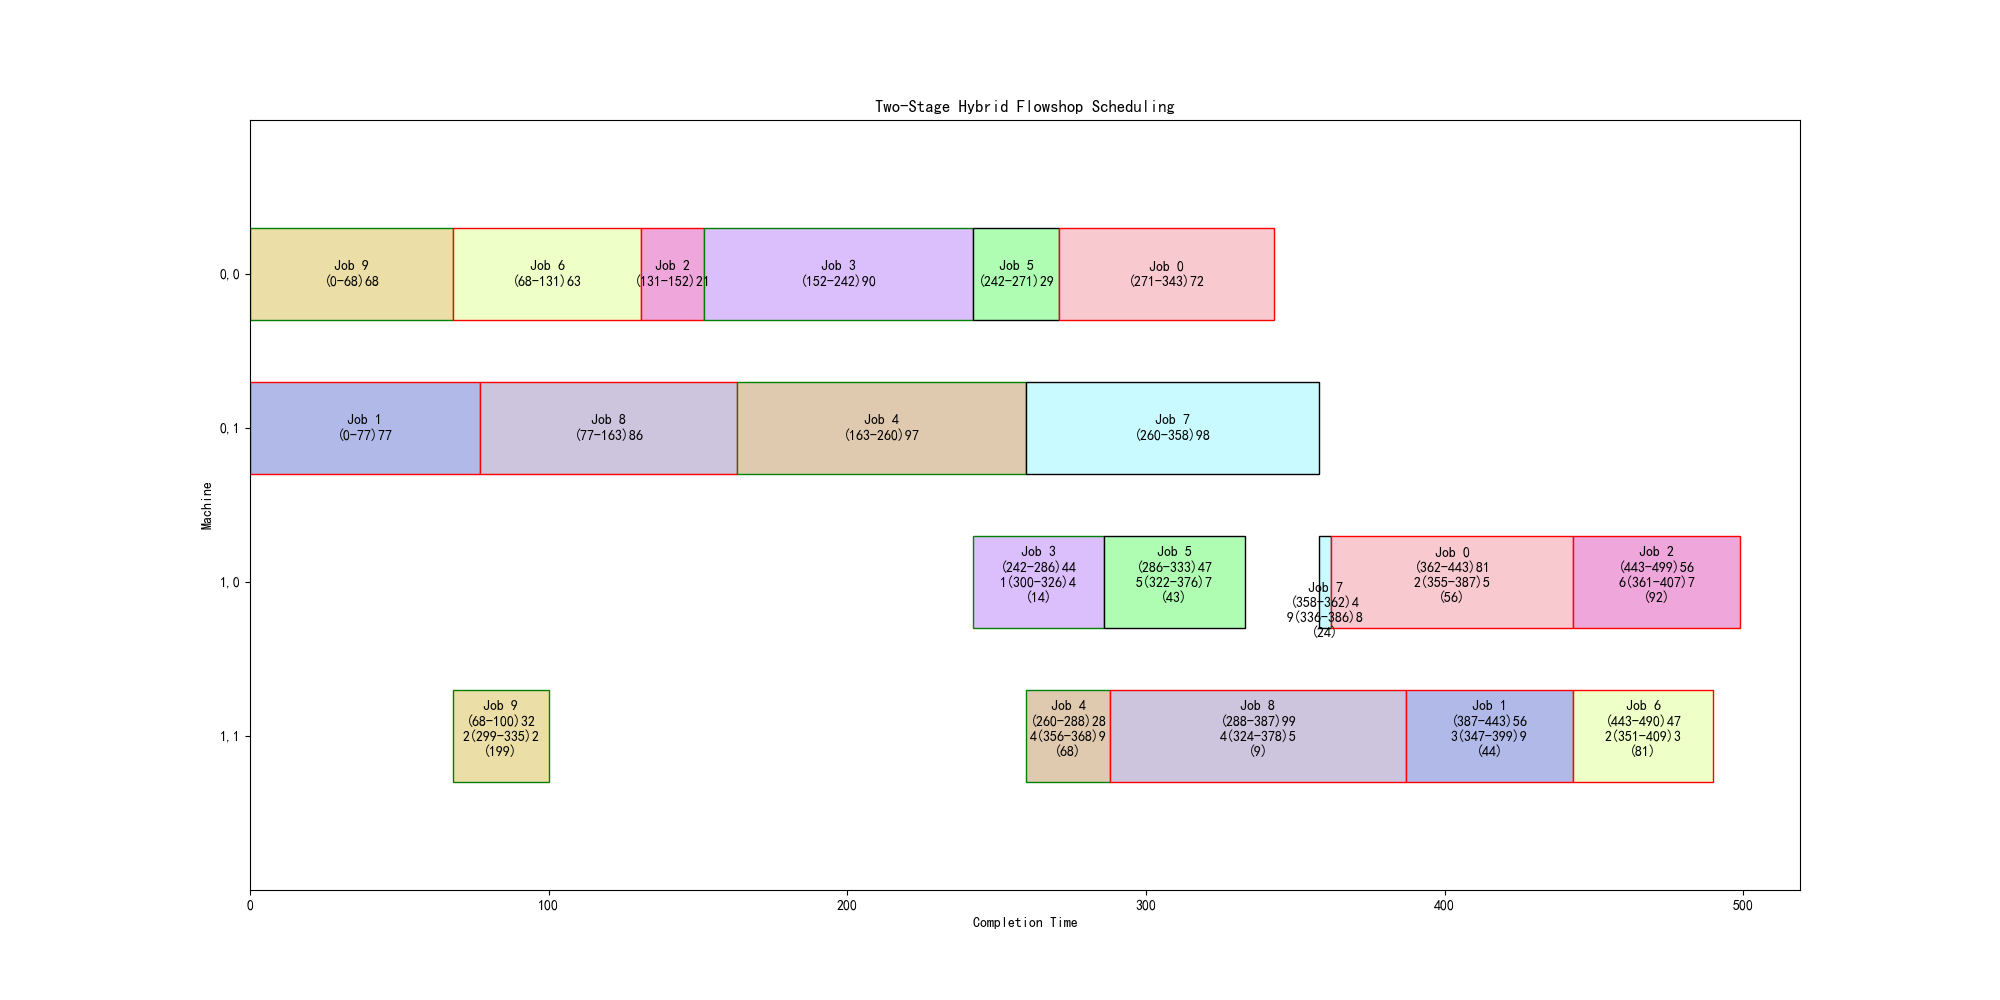 Two-Stage Hybrid Flowshop Scheduling
0,0
Job 9
(0-68)68
Job 6
(68-131)63
Job 2
(131-152)21
Job 3
(152-242)90
Job 5
(242-271)29
Job 0
(271-343)72
0,1
Job 1
(0-77)77
Job 8
(77-163)86
Job 4
(163-260)97
Job 7
(260-358)98
Machine
1,0
Job 3
(242-286)44
1(300-326)4
(14)
Job 5
(286-333)47
5(322-376)7
(43)
Job 7
(358-362)4
9(336-386)8
(24)
Job 0
(362-443)81
2(355-387)5
(56)
Job 2
(443-499)56
6(361-407)7
(92)
1,1
Job 9
(68-100)32
2(299-335)2
(199)
Job 4
(260-288)28
4(356-368)9
(68)
Job 8
(288-387)99
4(324-378)5
(9)
Job 1
(387-443)56
3(347-399)9
(44)
Job 6
(443-490)47
2(351-409)3
(81)
0
100
200
300
400
500
Completion Time